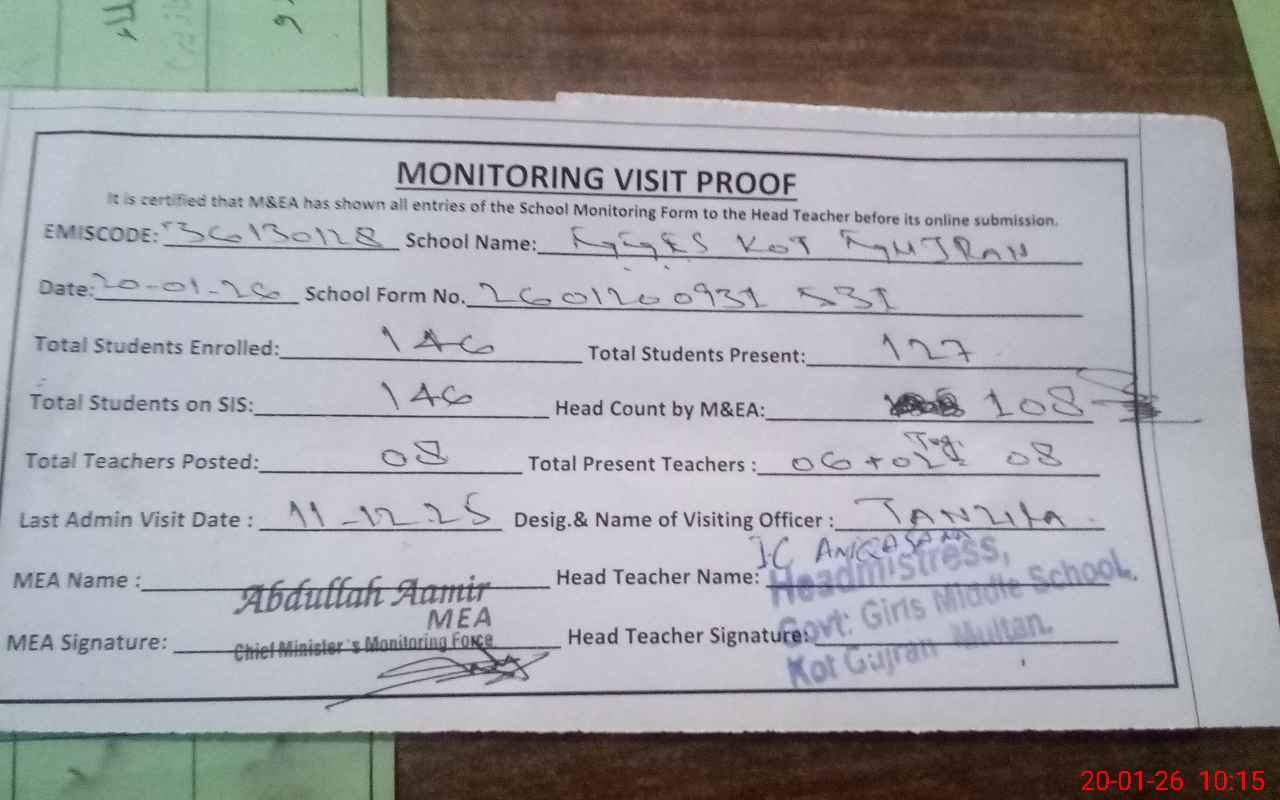 MONITORING VISIT PROOF
It is certified that M&EA has shown all entries of the School Monitoring Form to the Head Teacher before its online submission.
EMISCODE: 36130128 School Name: GGES KOT GUJRAN
Date: 20-01-26 School Form No. 2601200931 531
Total Students Enrolled: 146 Total Students Present: 127
Total Students on SIS: 146 Head Count by M&EA: 108
Total Teachers Posted: 08 Total Present Teachers : 06+02 08
Last Admin Visit Date : 11-12-25 Desig.& Name of Visiting Officer : TANZILA
MEA Name : Abdullah Aamir Head Teacher Name: I.C
MEA
Headmistress,
MEA Signature: Chief Minister's Monitoring Force Head Teacher Signature:
Govt: Girls Middle School.
Kot Gujran Multan.
20-01-26 10:15